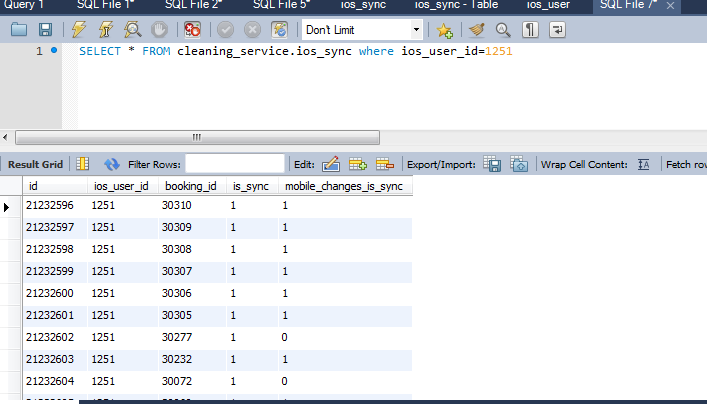 Query 1 SQL File 1* SQL File 2* SQL File 5* ios_sync ios_sync - Table ios_user SQL File 7*
Don't Limit
1 SELECT * FROM cleaning_service.ios_sync where ios_user_id=1251
Result Grid Filter Rows: Edit: Export/Import: Wrap Cell Content: Fetch rov
id ios_user_id booking_id is_sync mobile_changes_is_sync
21232596 1251 30310 1 1
21232597 1251 30309 1 1
21232598 1251 30308 1 1
21232599 1251 30307 1 1
21232600 1251 30306 1 1
21232601 1251 30305 1 1
21232602 1251 30277 1 0
21232603 1251 30232 1 1
21232604 1251 30072 1 0